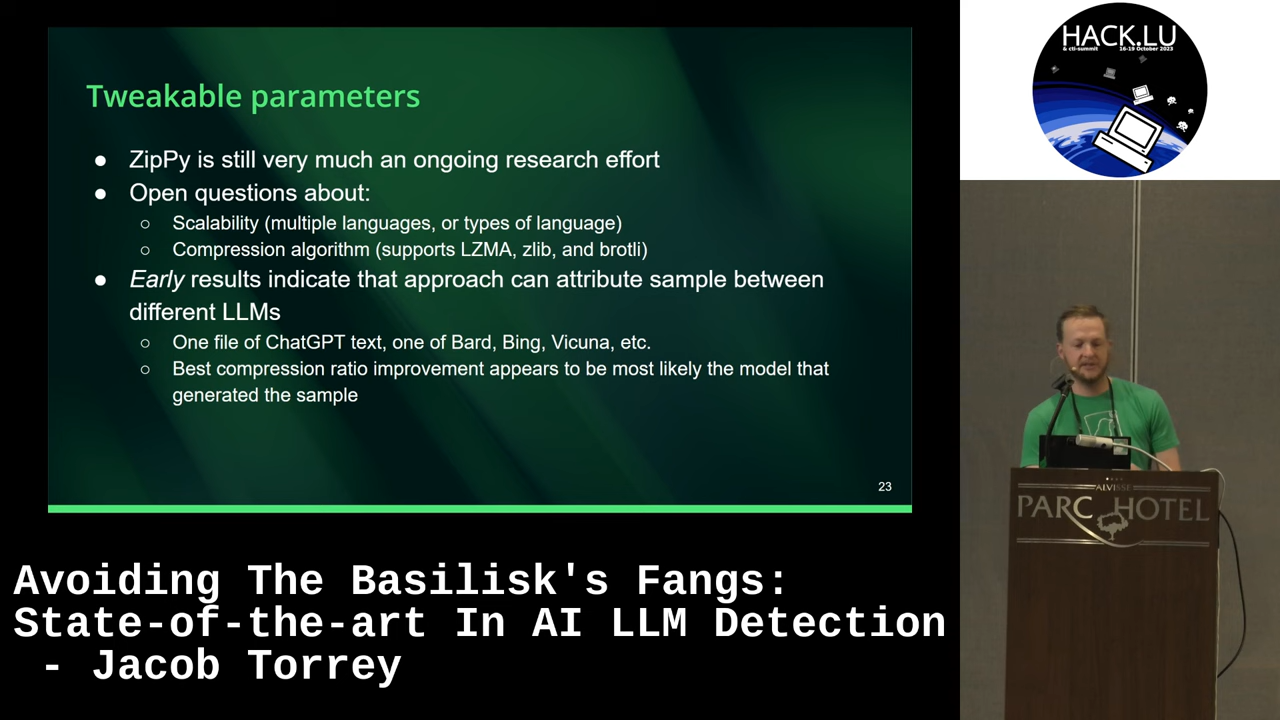 Tweakable parameters
● ZipPy is still very much an ongoing research effort
● Open questions about:
○ Scalability (multiple languages, or types of language)
○ Compression algorithm (supports LZMA, zlib, and brotli)
● Early results indicate that approach can attribute sample between
different LLMs
○ One file of ChatGPT text, one of Bard, Bing, Vicuna, etc.
○ Best compression ratio improvement appears to be most likely the model that
generated the sample
23
HACK.LU
& cti-summit 16-19 October 2023
ALVISSE
PARC HOTEL
Avoiding The Basilisk's Fangs:
State-of-the-art In AI LLM Detection
- Jacob Torrey